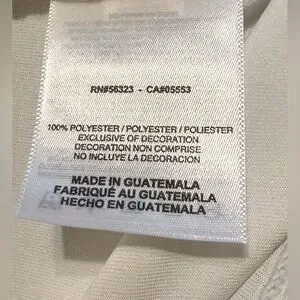 RN#56323 - CA#05553
100% POLYESTER / POLYESTER / POLIESTER
EXCLUSIVE OF DECORATION
DECORATION NON COMPRISE
NO INCLUYE LA DECORACION
MADE IN GUATEMALA
FABRIQUÉ AU GUATEMALA
HECHO EN GUATEMALA